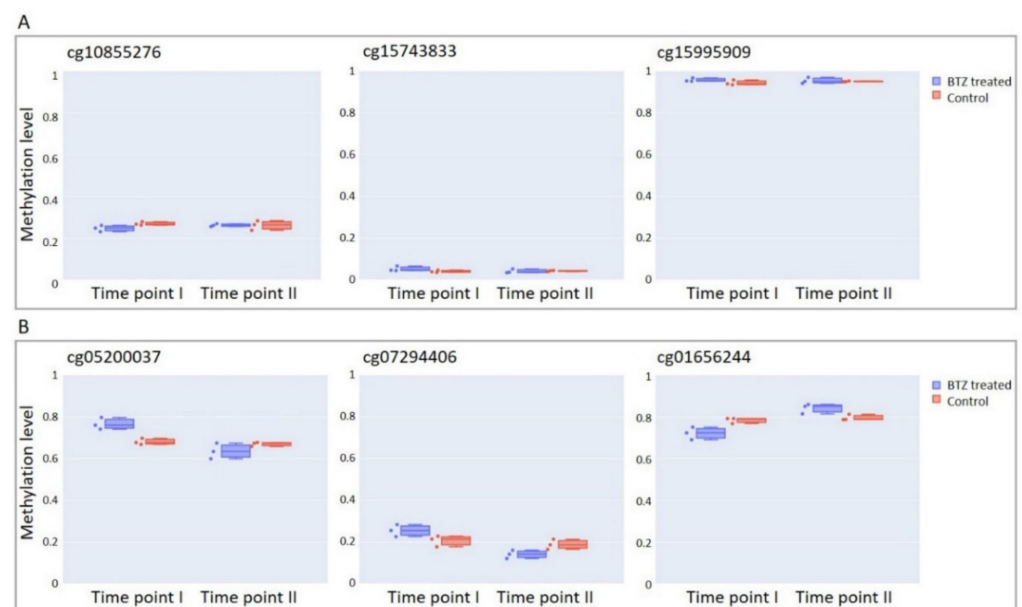 A
cg10855276 cg15743833 cg15995909
Methylation level
1
0.8
0.6
0.4
0.2
0
Time point I Time point II
1
0.8
0.6
0.4
0.2
0
Time point I Time point II
1
0.8
0.6
0.4
0.2
0
Time point I Time point II
BTZ treated
Control
B
cg05200037 cg07294406 cg01656244
Methylation level
1
0.8
0.6
0.4
0.2
0
Time point I Time point II
1
0.8
0.6
0.4
0.2
0
Time point I Time point II
1
0.8
0.6
0.4
0.2
0
Time point I Time point II
BTZ treated
Control